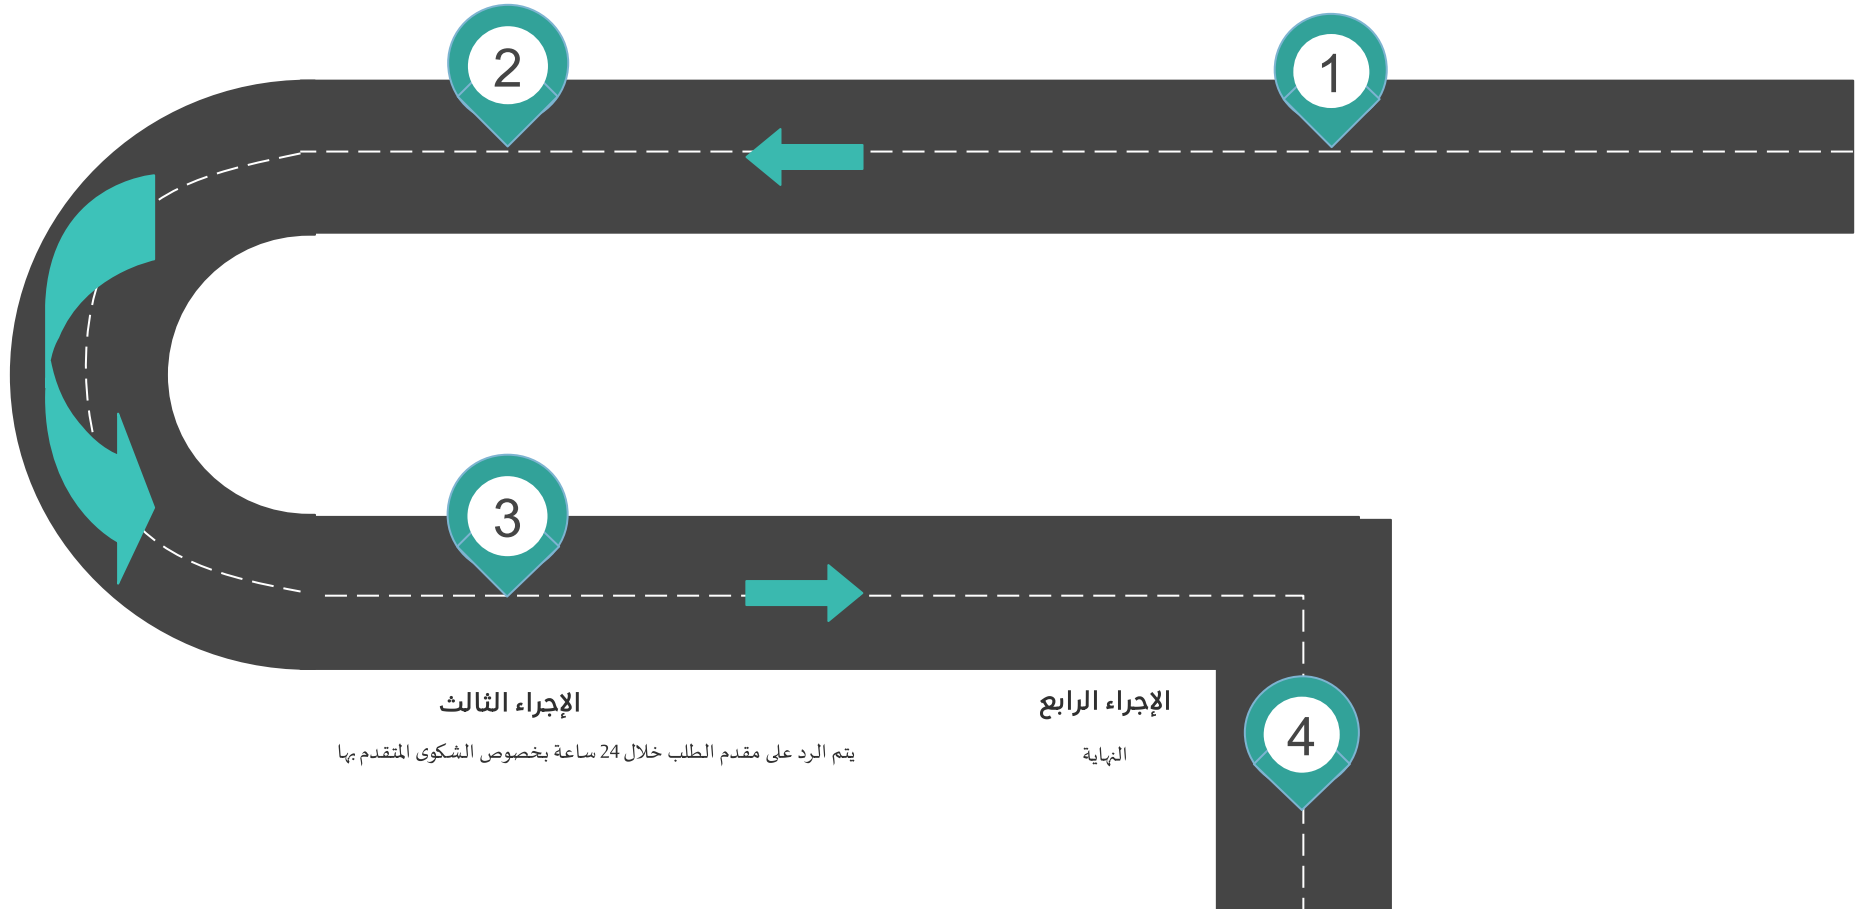 1
2
3
الإجراء الثالث
يتم الرد على مقدم الطلب خلال 24 ساعة بخصوص الشكوى المتقدم بها
4
الإجراء الرابع
النهاية